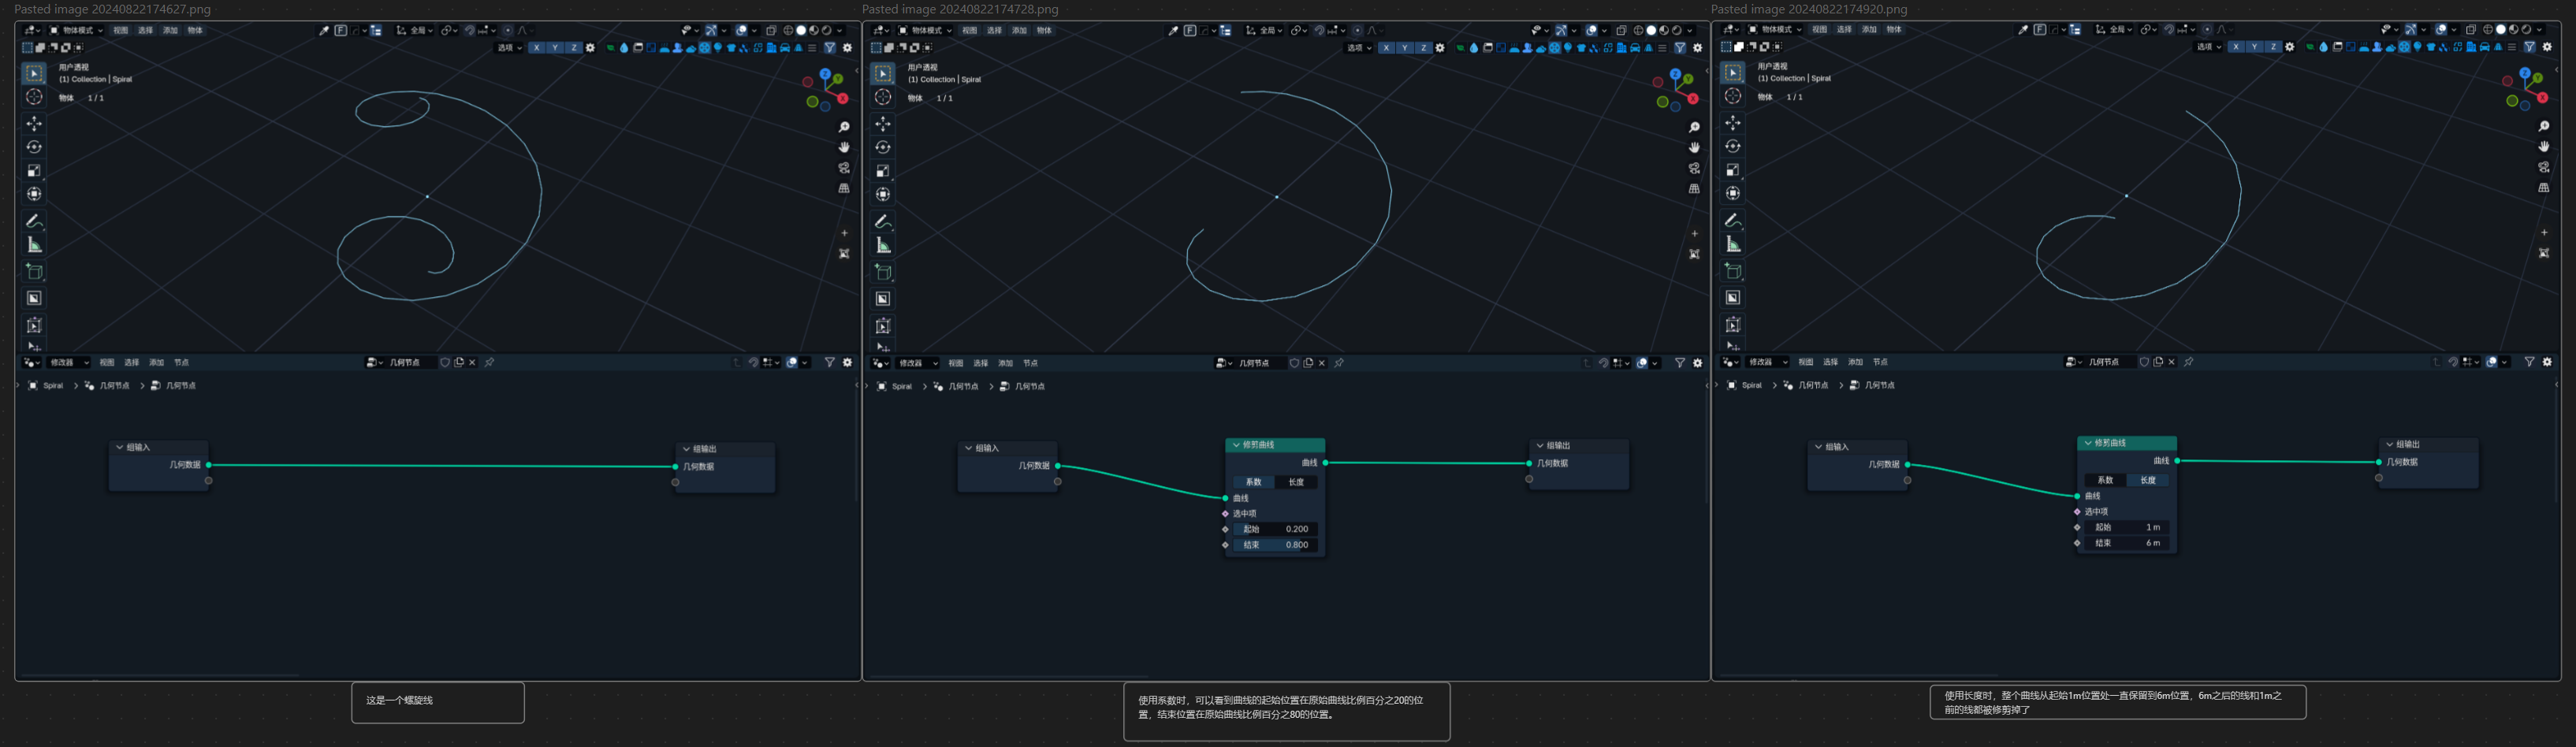 Pasted image 20240822174627.png
物体模式 视图 选择 添加 物体
全局
选项 X Y Z
用户透视
(1) Collection | Spiral
物体 1 / 1
Z Y X
修改器 视图 选择 添加 节点
几何节点
Spiral 几何节点 几何节点
组输入
几何数据
组输出
几何数据
这是一个螺旋线
Pasted image 20240822174728.png
物体模式 视图 选择 添加 物体
全局
选项 X Y Z
用户透视
(1) Collection | Spiral
物体 1 / 1
Z Y X
修改器 视图 选择 添加 节点
几何节点
Spiral 几何节点 几何节点
组输入
几何数据
修剪曲线
曲线
系数 长度
曲线
选中项
起始 0.200
结束 0.800
组输出
几何数据
使用系数时，可以看到曲线的起始位置在原始曲线比例百分之20的位
置，结束位置在原始曲线比例百分之80的位置。
Pasted image 20240822174920.png
物体模式 视图 选择 添加 物体
全局
选项 X Y Z
用户透视
(1) Collection | Spiral
物体 1 / 1
Z Y X
修改器 视图 选择 添加 节点
几何节点
Spiral 几何节点 几何节点
组输入
几何数据
修剪曲线
曲线
系数 长度
曲线
选中项
起始 1 m
结束 6 m
组输出
几何数据
使用长度时，整个曲线从起始1m位置处一直保留到6m位置，6m之后的线和1m之
前的线都被修剪掉了